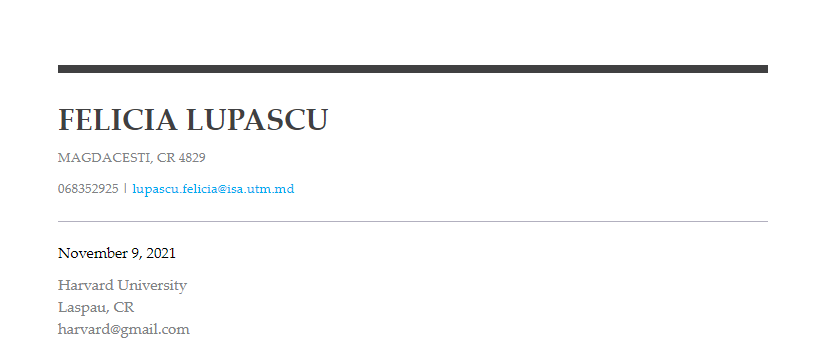 FELICIA LUPASCU
MAGDACESTI, CR 4829
068352925 | lupascu.felicia@isa.utm.md
November 9, 2021
Harvard University
Laspau, CR
harvard@gmail.com